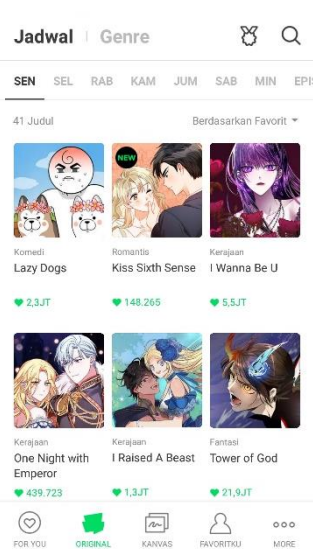 Jadwal Genre
SEN SEL RAB KAM JUM SAB MIN EPI
41 Judul Berdasarkan Favorit
NEW
Komedi Romantis Kerajaan
Lazy Dogs Kiss Sixth Sense I Wanna Be U
2,3JT 148.265 5,5JT
Kerajaan Kerajaan Fantasi
One Night with I Raised A Beast Tower of God
Emperor
439.723 1,3JT 21,9JT
FOR YOU ORIGINAL KANVAS FAVORITKU MORE